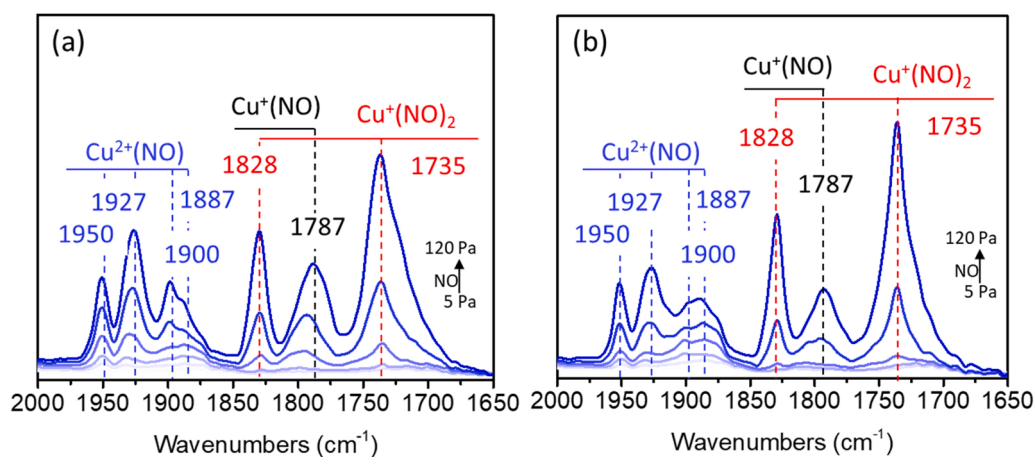 (a)
Cu⁺(NO)
Cu⁺(NO)₂
Cu²⁺(NO)
1828
1735
1927
1887
1787
1950
1900
120 Pa
NO
5 Pa
2000 1950 1900 1850 1800 1750 1700 1650
Wavenumbers (cm⁻¹)
(b)
Cu⁺(NO)
Cu⁺(NO)₂
1828
1735
Cu²⁺(NO)
1787
1927
1887
1950
1900
120 Pa
NO
5 Pa
2000 1950 1900 1850 1800 1750 1700 1650
Wavenumbers (cm⁻¹)